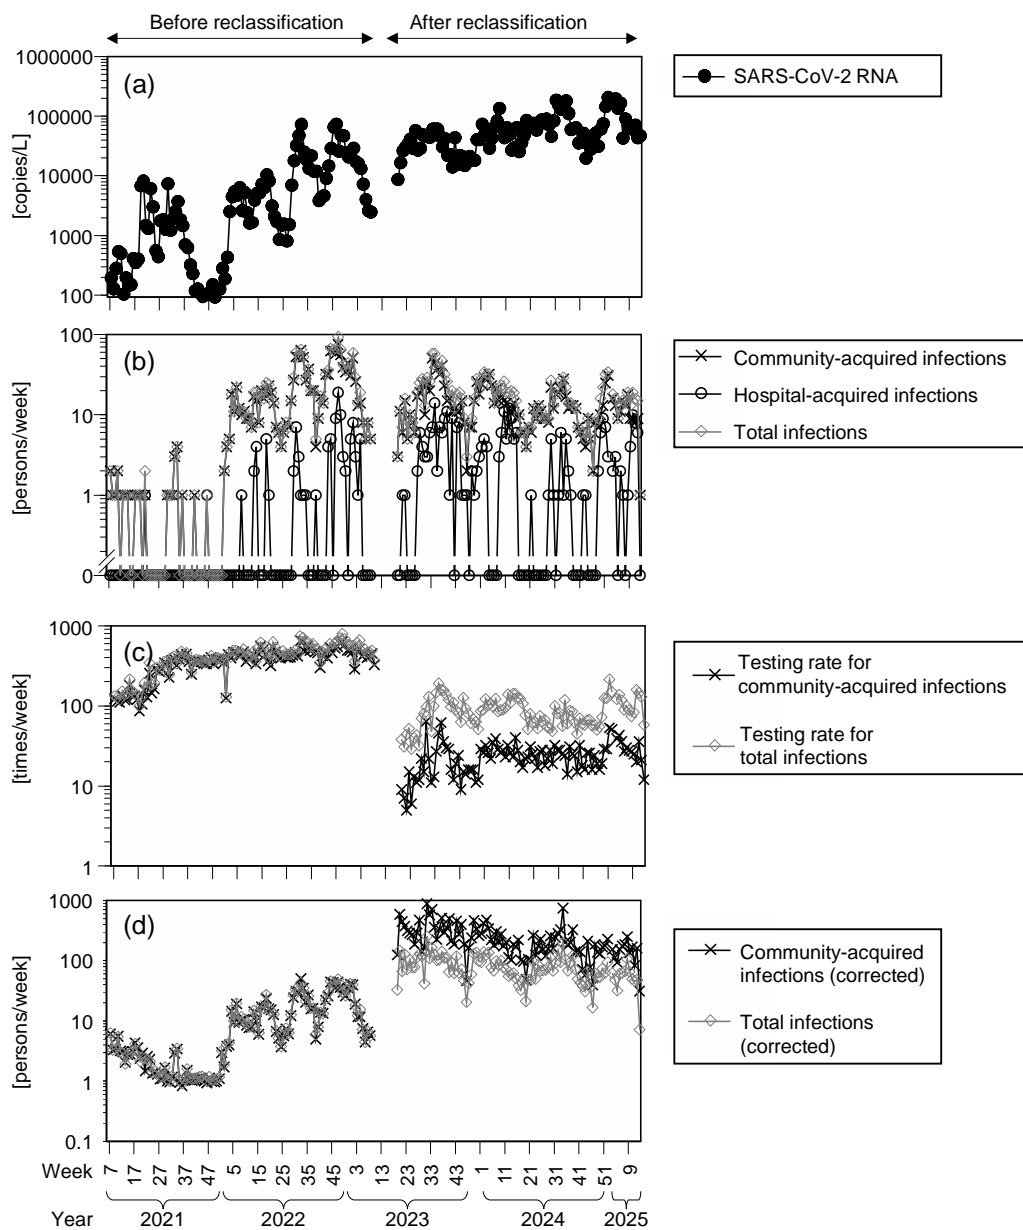 Before reclassification
After reclassification
(a)
1000000
100000
10000
1000
100
[copies/L]
SARS-CoV-2 RNA
(b)
100
10
1
0
[persons/week]
Community-acquired infections
Hospital-acquired infections
Total infections
(c)
1000
100
10
1
[times/week]
Testing rate for
community-acquired infections
Testing rate for
total infections
(d)
1000
100
10
1
0.1
[persons/week]
Community-acquired
infections (corrected)
Total infections
(corrected)
Week
7 17 27 37 47 5 15 25 35 45 3 13 23 33 43 1 11 21 31 41 51 9
Year
2021 2022 2023 2024 2025